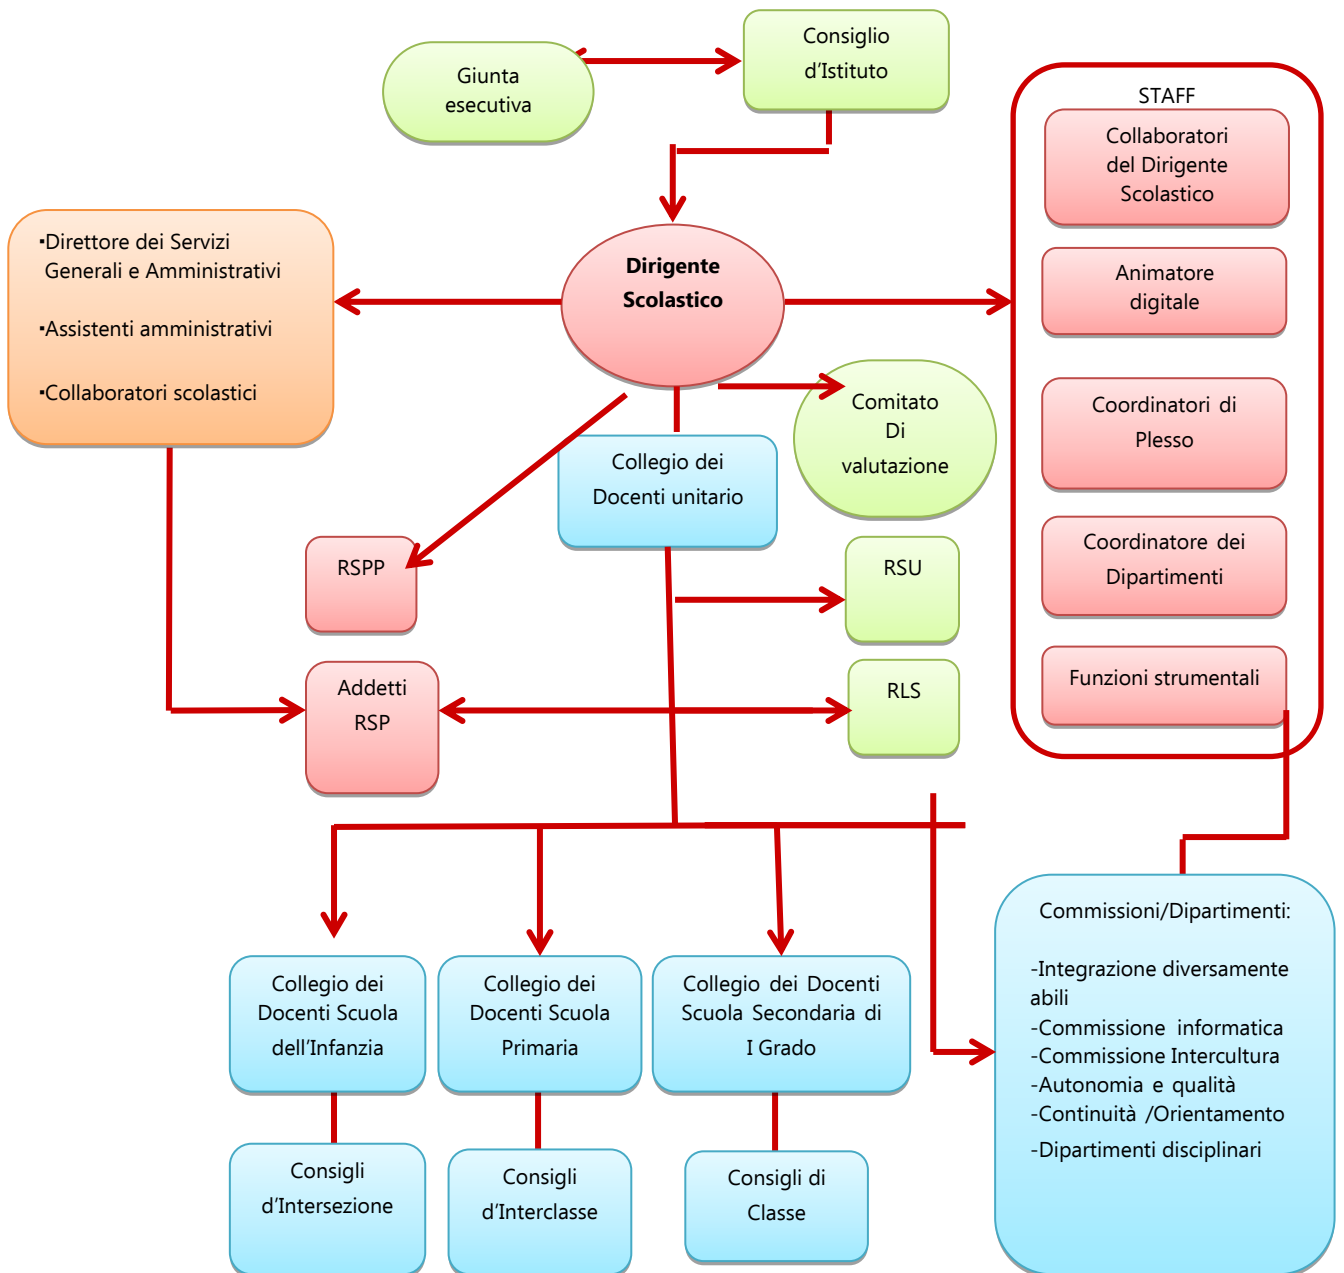 Giunta
esecutiva
Consiglio
d'Istituto
STAFF
Collaboratori
del Dirigente
Scolastico
Animatore
digitale
Coordinatori di
Plesso
Coordinatore dei
Dipartimenti
Funzioni strumentali
▪Direttore dei Servizi
Generali e Amministrativi
▪Assistenti amministrativi
▪Collaboratori scolastici
Dirigente
Scolastico
Comitato
Di
valutazione
Collegio dei
Docenti unitario
RSPP
RSU
Addetti
RSP
RLS
Collegio dei
Docenti Scuola
dell'Infanzia
Collegio dei
Docenti Scuola
Primaria
Collegio dei Docenti
Scuola Secondaria di
I Grado
Consigli
d'Intersezione
Consigli
d'Interclasse
Consigli di
Classe
Commissioni/Dipartimenti:
-Integrazione diversamente
abili
-Commissione informatica
-Commissione Intercultura
-Autonomia e qualità
-Continuità /Orientamento
-Dipartimenti disciplinari